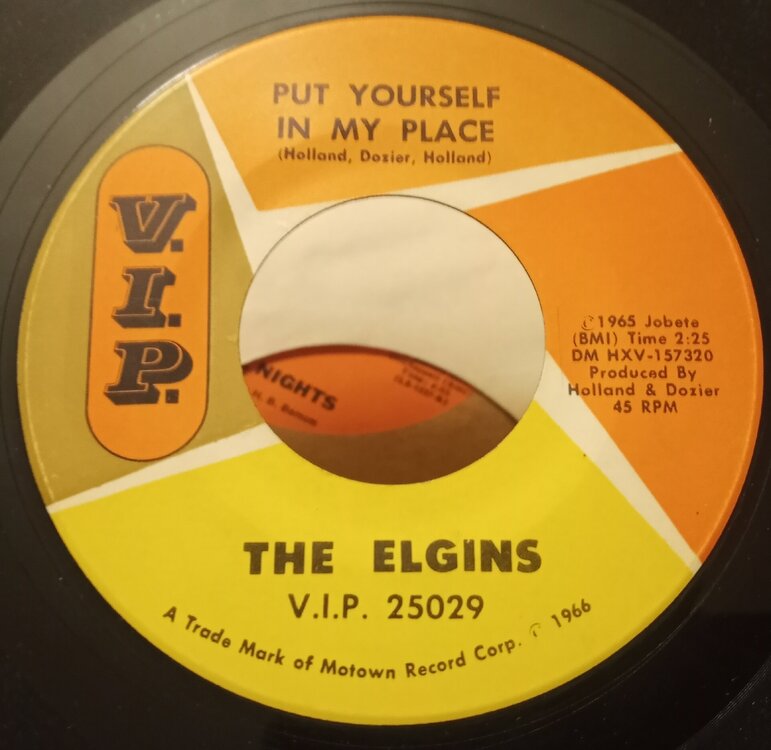 PUT YOURSELF
IN MY PLACE
(Holland, Dozier, Holland)
V.I.P.
©1965 Jobete
(BMI) Time 2:25
DM HXV-157320
Produced By
Holland & Dozier
45 RPM
NIGHTS
THE ELGINS
V.I.P. 25029
A Trade Mark of Motown Record Corp. ℗ 1966